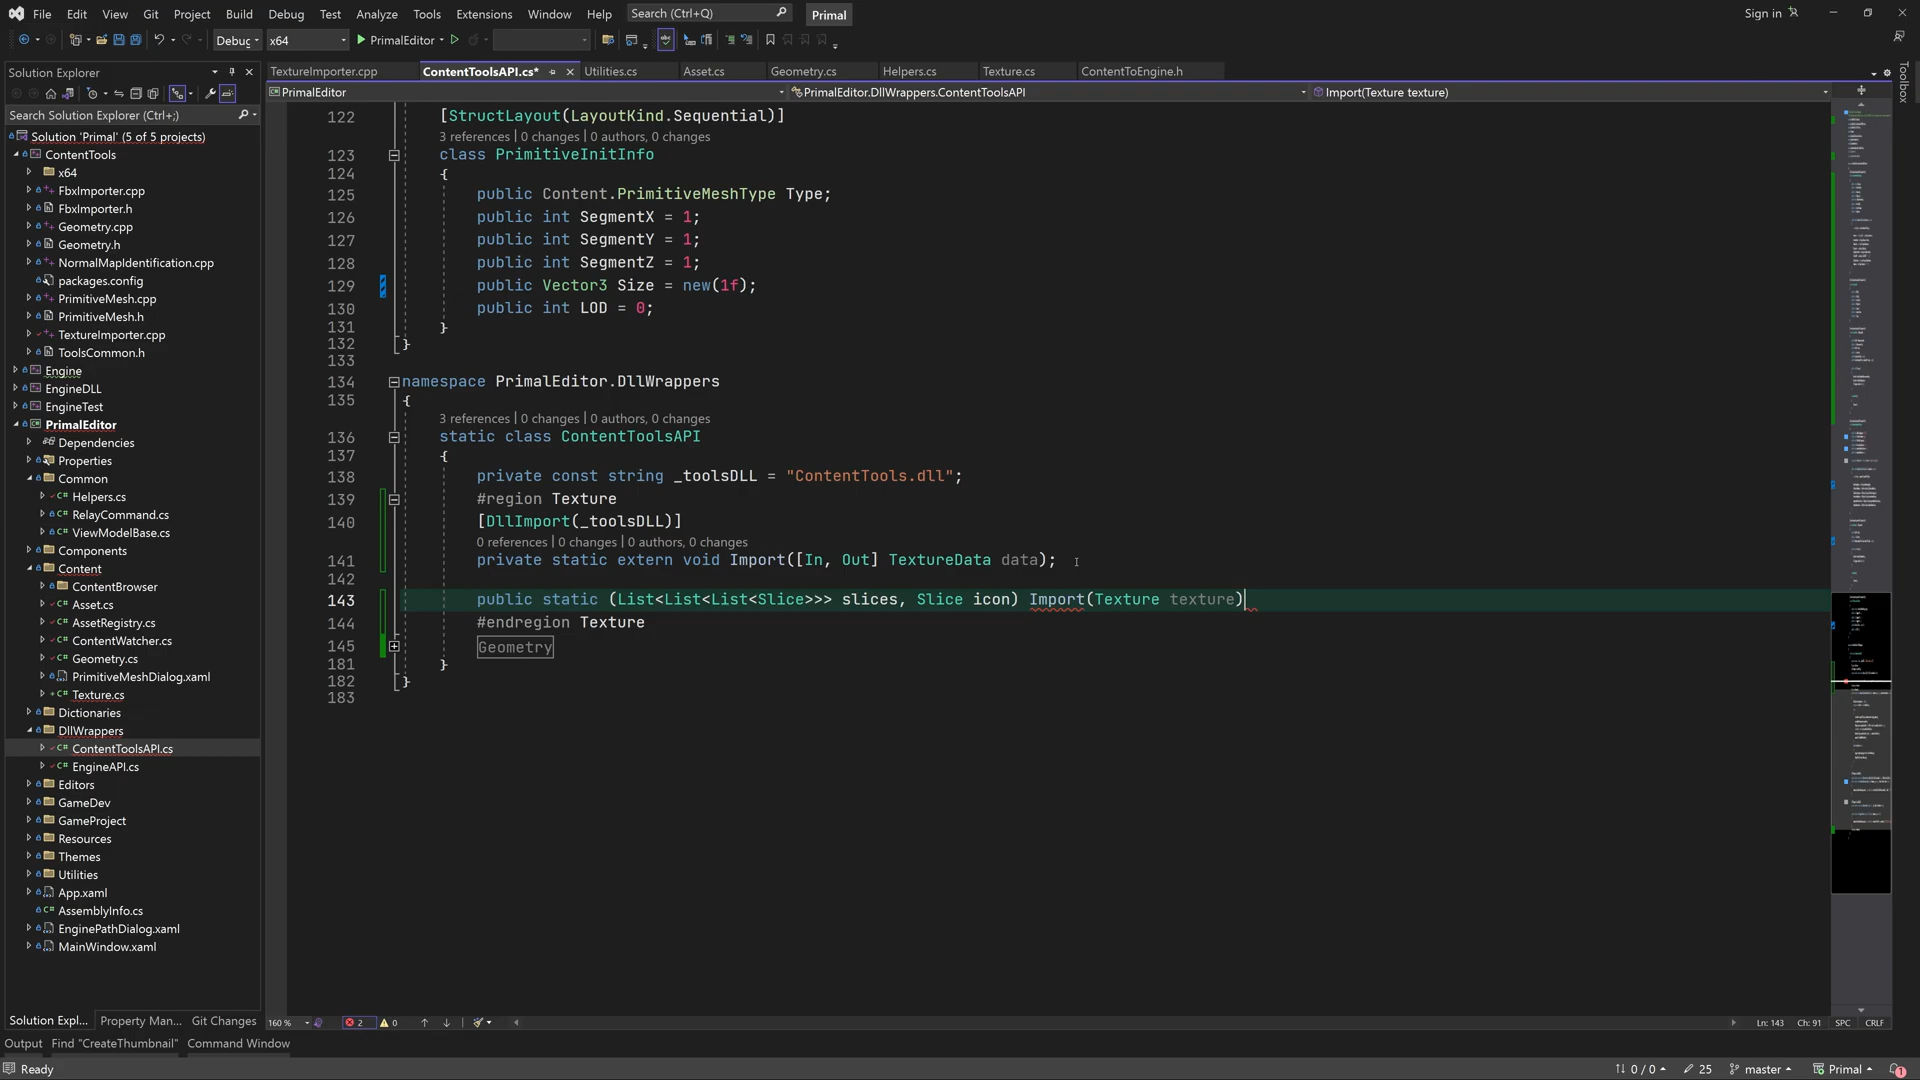 File Edit View Git Project Build Debug Test Analyze Tools Extensions Window Help Search (Ctrl+Q) Primal Sign in
Debug x64 PrimalEditor
Solution Explorer
TextureImporter.cpp ContentToolsAPI.cs* Utilities.cs Asset.cs Geometry.cs Helpers.cs Texture.cs ContentToEngine.h
Toolbox
PrimalEditor PrimalEditor.DllWrappers.ContentToolsAPI Import(Texture texture)
Search Solution Explorer (Ctrl+;)
Solution 'Primal' (5 of 5 projects)
ContentTools
x64
FbxImporter.cpp
FbxImporter.h
Geometry.cpp
Geometry.h
NormalMapIdentification.cpp
packages.config
PrimitiveMesh.cpp
PrimitiveMesh.h
TextureImporter.cpp
ToolsCommon.h
Engine
EngineDLL
EngineTest
PrimalEditor
Dependencies
Properties
Common
Helpers.cs
RelayCommand.cs
ViewModelBase.cs
Components
Content
ContentBrowser
Asset.cs
AssetRegistry.cs
ContentWatcher.cs
Geometry.cs
PrimitiveMeshDialog.xaml
Texture.cs
Dictionaries
DllWrappers
ContentToolsAPI.cs
EngineAPI.cs
Editors
GameDev
GameProject
Resources
Themes
Utilities
App.xaml
AssemblyInfo.cs
EnginePathDialog.xaml
MainWindow.xaml
122 [StructLayout(LayoutKind.Sequential)]
3 references | 0 changes | 0 authors, 0 changes
123 class PrimitiveInitInfo
124 {
125 public Content.PrimitiveMeshType Type;
126 public int SegmentX = 1;
127 public int SegmentY = 1;
128 public int SegmentZ = 1;
129 public Vector3 Size = new(1f);
130 public int LOD = 0;
131 }
132 }
133
134 namespace PrimalEditor.DllWrappers
135 {
3 references | 0 changes | 0 authors, 0 changes
136 static class ContentToolsAPI
137 {
138 private const string _toolsDLL = "ContentTools.dll";
139 #region Texture
140 [DllImport(_toolsDLL)]
0 references | 0 changes | 0 authors, 0 changes
141 private static extern void Import([In, Out] TextureData data);
142
143 public static (List<List<List<Slice>>> slices, Slice icon) Import(Texture texture)
144 #endregion Texture
145 Geometry
181 }
182 }
183
Solution Expl... Property Man... Git Changes 160 % 2 0 Ln: 143 Ch: 91 SPC CRLF
Output Find "CreateThumbnail" Command Window
Ready 0 / 0 25 master Primal 1